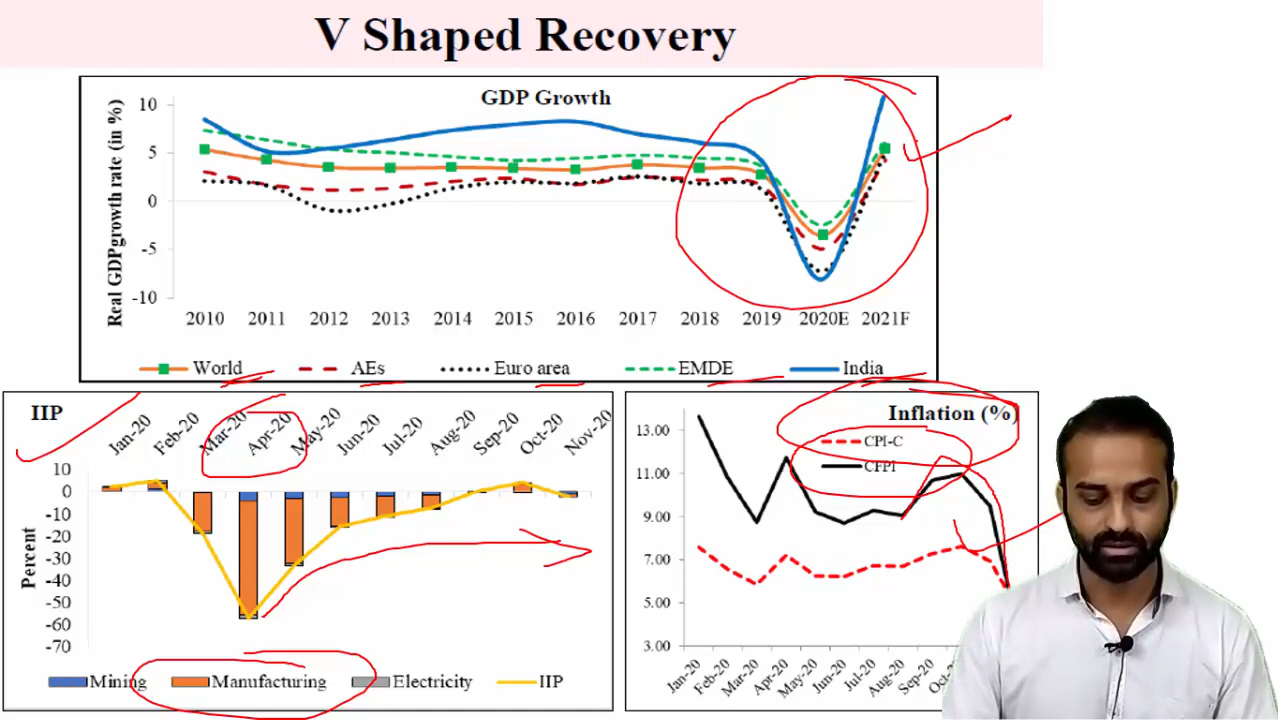 V Shaped Recovery
GDP Growth
Real GDPgrowth rate (in %)
10
5
0
-5
-10
2010 2011 2012 2013 2014 2015 2016 2017 2018 2019 2020E 2021F
World AEs Euro area EMDE India
IIP
Jan-20 Feb-20 Mar-20 Apr-20 May-20 Jun-20 Jul-20 Aug-20 Sep-20 Oct-20 Nov-20
Percent
10
0
-10
-20
-30
-40
-50
-60
-70
Mining Manufacturing Electricity IIP
Inflation (%)
CPI-C
CFPI
13.00
11.00
9.00
7.00
5.00
3.00
Jan-20 Feb-20 Mar-20 Apr-20 May-20 Jun-20 Jul-20 Aug-20 Sep-20